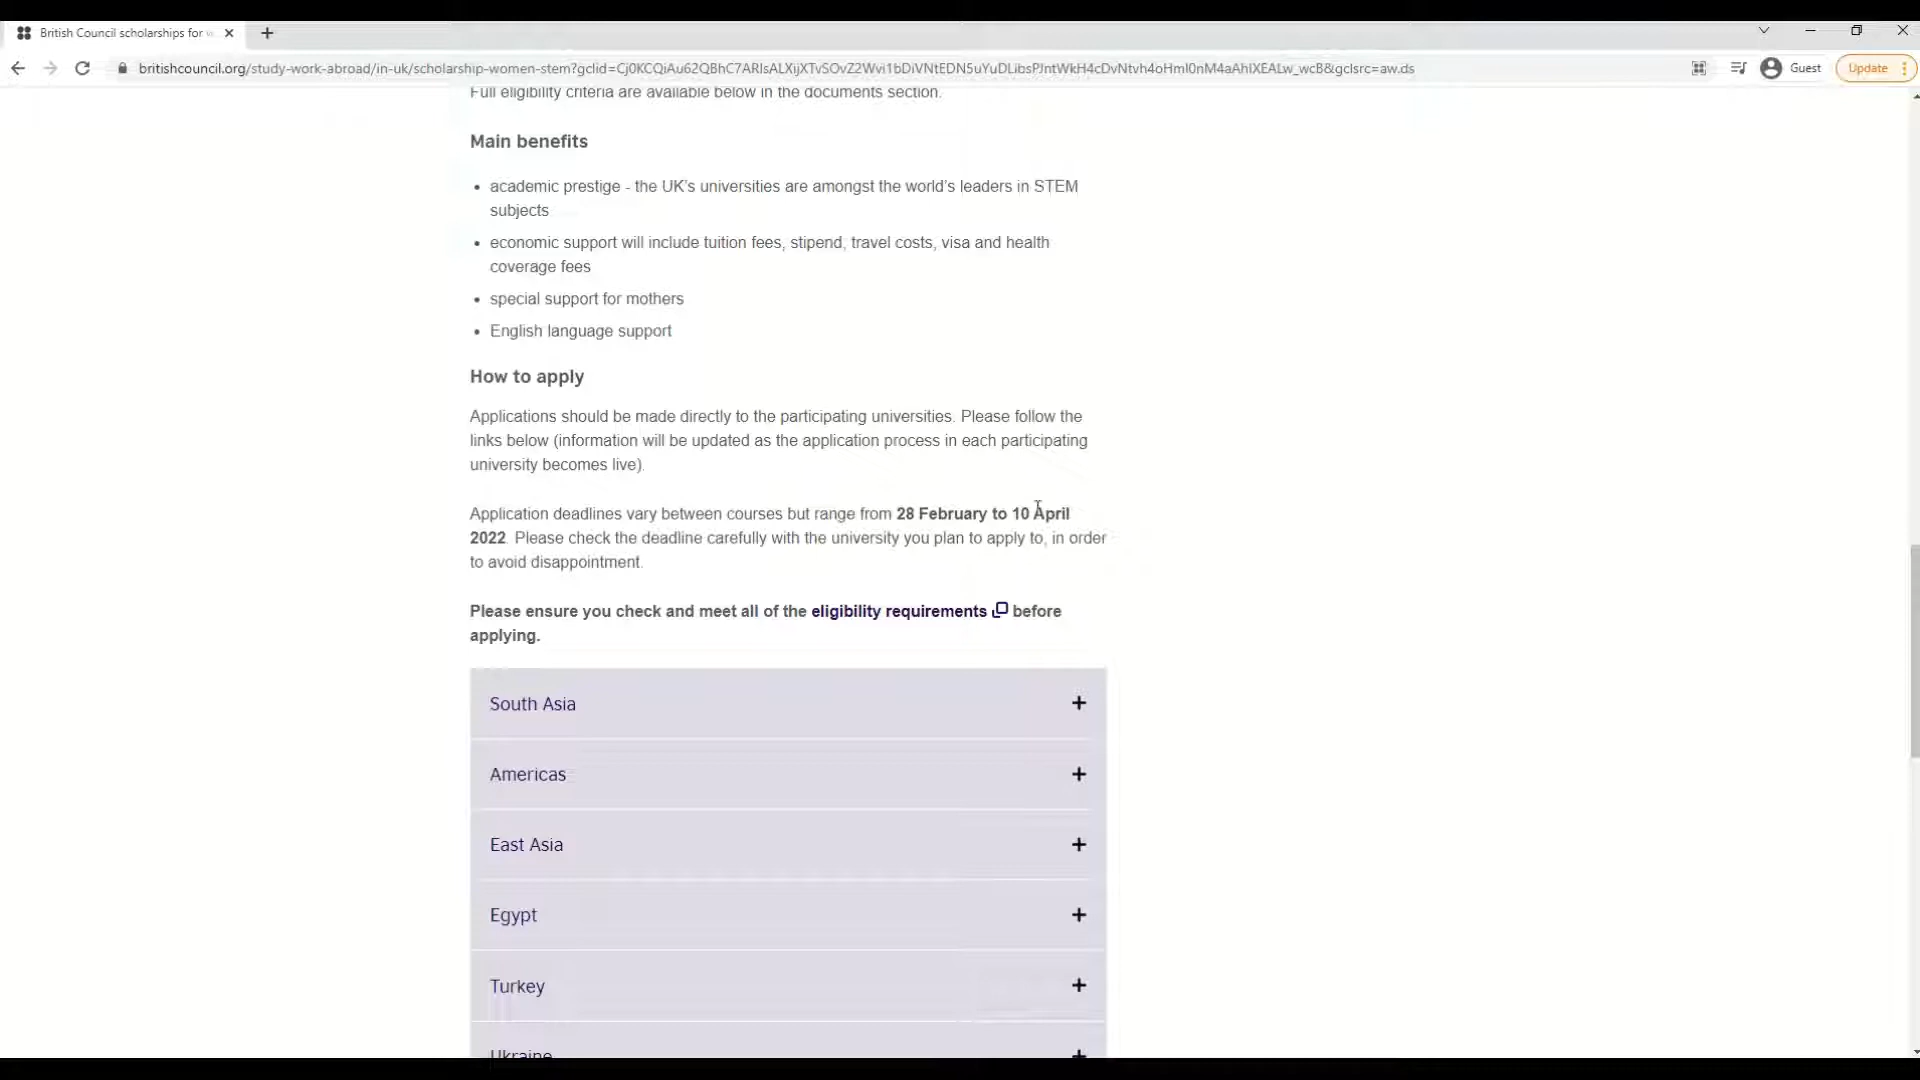 British Council scholarships for
britishcouncil.org/study-work-abroad/in-uk/scholarship-women-stem?gclid=Cj0KCQiAu62QBhC7ARIsALXijXTvSOvZ2Wvi1bDiVNtEDN5uYuDLibsPJntWkH4cDvNtvh4oHmI0nM4aAhIXEALw_wcB&gclsrc=aw.ds
Guest
Update
Full eligibility criteria are available below in the documents section.
Main benefits
• academic prestige - the UK’s universities are amongst the world’s leaders in STEM
subjects
• economic support will include tuition fees, stipend, travel costs, visa and health
coverage fees
• special support for mothers
• English language support
How to apply
Applications should be made directly to the participating universities. Please follow the
links below (information will be updated as the application process in each participating
university becomes live).
Application deadlines vary between courses but range from 28 February to 10 April
2022. Please check the deadline carefully with the university you plan to apply to, in order
to avoid disappointment.
Please ensure you check and meet all of the eligibility requirements before
applying.
South Asia
Americas
East Asia
Egypt
Turkey
Ukraine